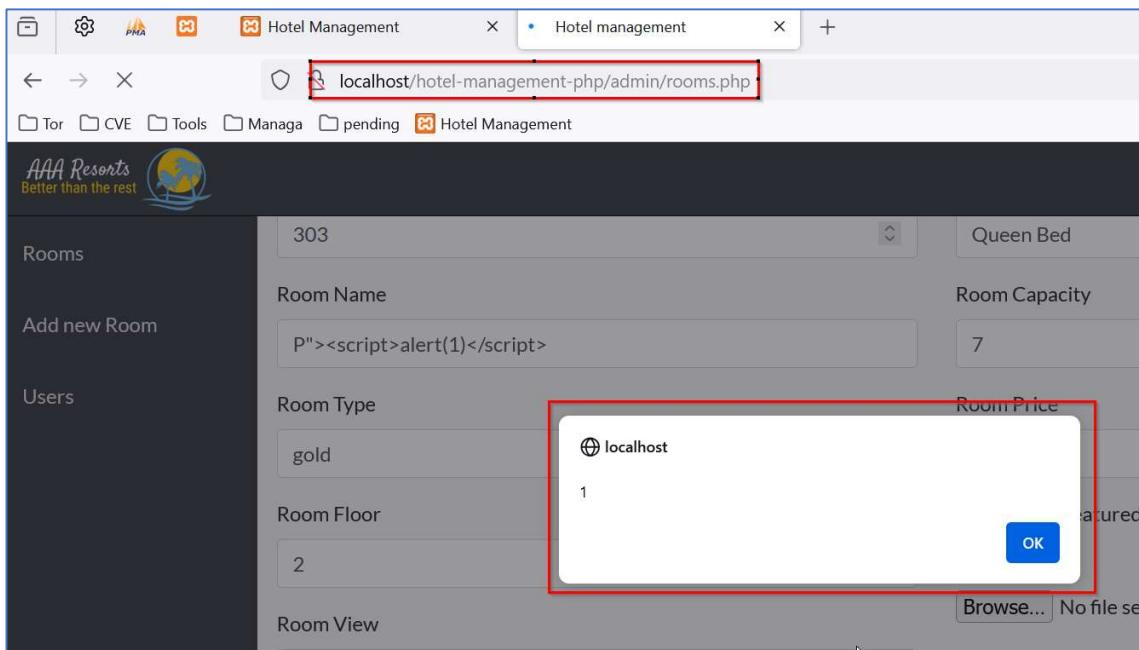 PMA Hotel Management Hotel management
localhost/hotel-management-php/admin/rooms.php
Tor CVE Tools Managa pending Hotel Management
AAA Resorts
Better than the rest
303 Queen Bed
Rooms
Room Name Room Capacity
Add new Room
P"><script>alert(1)</script> 7
Users
Room Type Room Price
gold
localhost
1
Room Floor eatured
OK
2
Browse... No file se
Room View